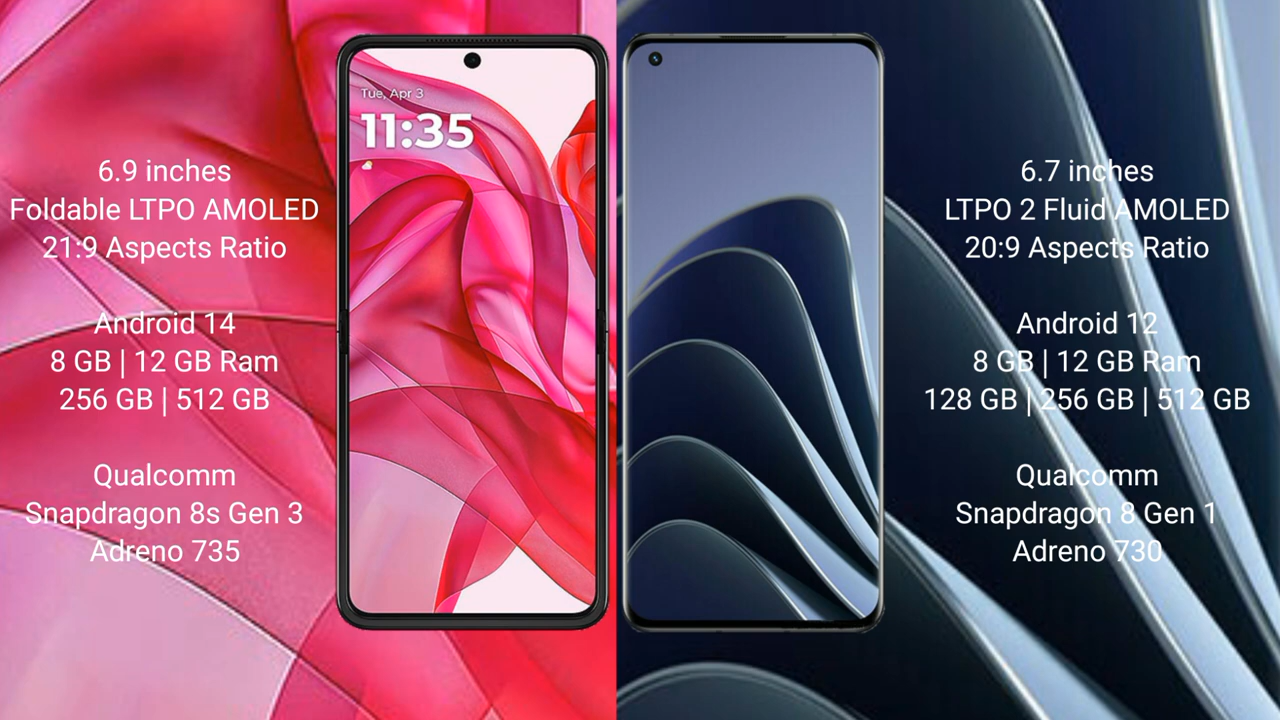 Tue, Apr 3
11:35
6.9 inches
Foldable LTPO AMOLED
21:9 Aspects Ratio
Android 14
8 GB | 12 GB Ram
256 GB | 512 GB
Qualcomm
Snapdragon 8s Gen 3
Adreno 735
6.7 inches
LTPO 2 Fluid AMOLED
20:9 Aspects Ratio
Android 12
8 GB | 12 GB Ram
128 GB | 256 GB | 512 GB
Qualcomm
Snapdragon 8 Gen 1
Adreno 730